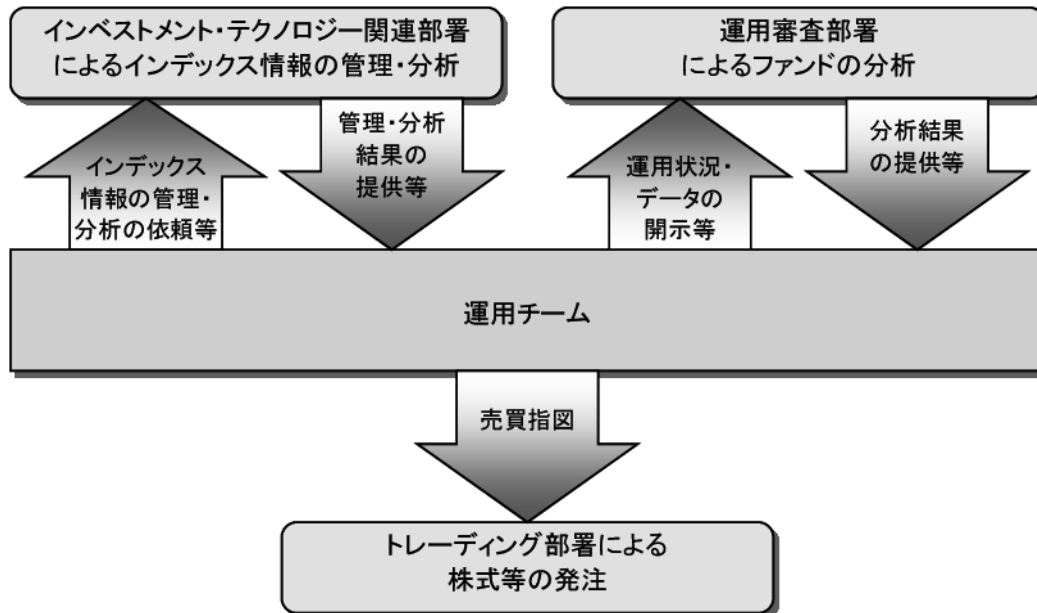 インベストメント・テクノロジー関連部署
によるインデックス情報の管理・分析
運用審査部署
によるファンドの分析
インデックス
情報の管理・
分析の依頼等
管理・分析
結果の
提供等
運用状況・
データの
開示等
分析結果
の提供等
運用チーム
売買指図
トレーディング部署による
株式等の発注